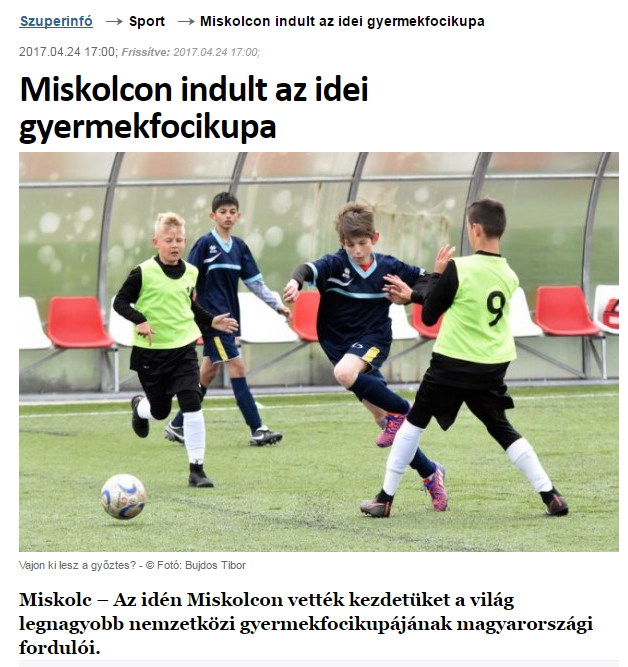 Szuperinfó → Sport → Miskolcon indult az idei gyermekfocikupa
2017.04.24 17:00; Frissítve: 2017.04.24 17:00;
Miskolcon indult az idei
gyermekfocikupa
9
Vajon ki lesz a győztes? - © Fotó: Bujdos Tibor
Miskolc – Az idén Miskolcon vették kezdetüket a világ
legnagyobb nemzetközi gyermekfocikupájának magyarországi
fordulói.